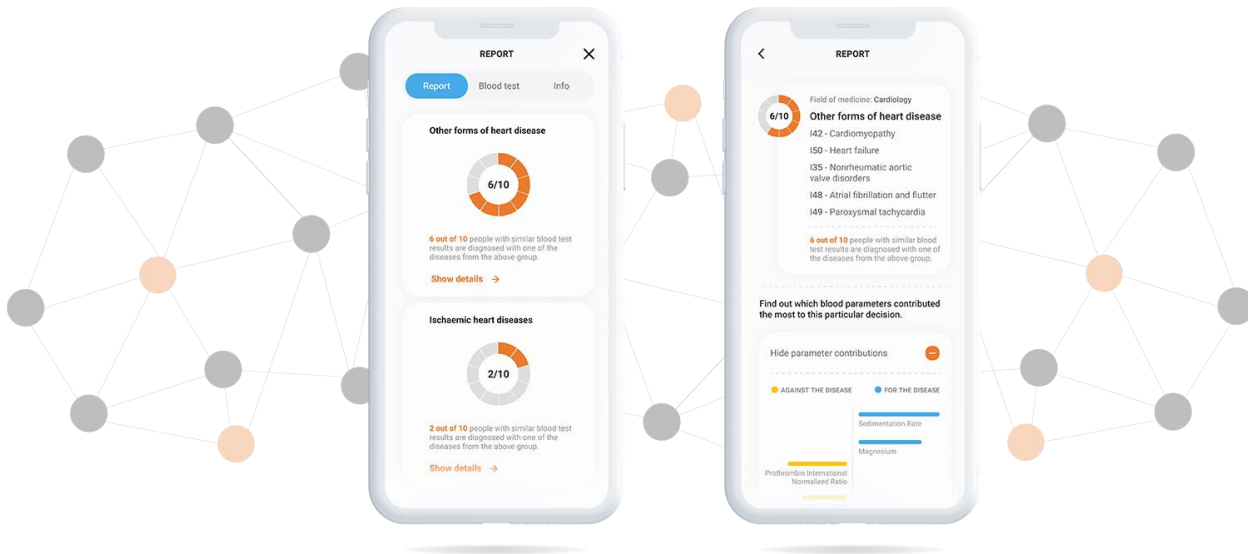 REPORT
Report Blood test Info
Other forms of heart disease
6/10
6 out of 10 people with similar blood test
results are diagnosed with one of the
diseases from the above group.
Show details
Ischaemic heart diseases
2/10
2 out of 10 people with similar blood test
results are diagnosed with one of the
diseases from the above group.
Show details
REPORT
6/10
Field of medicine: Cardiology
Other forms of heart disease
I42 - Cardiomyopathy
I50 - Heart failure
I35 - Nonrheumatic aortic
valve disorders
I48 - Atrial fibrillation and flutter
I49 - Paroxysmal tachycardia
6 out of 10 people with similar blood
test results are diagnosed with one of
the diseases from the above group.
Find out which blood parameters contributed
the most to this particular decision.
Hide parameter contributions
AGAINST THE DISEASE FOR THE DISEASE
Sedimentation Rate
Magnesium
Prothrombin International
Normalized Ratio